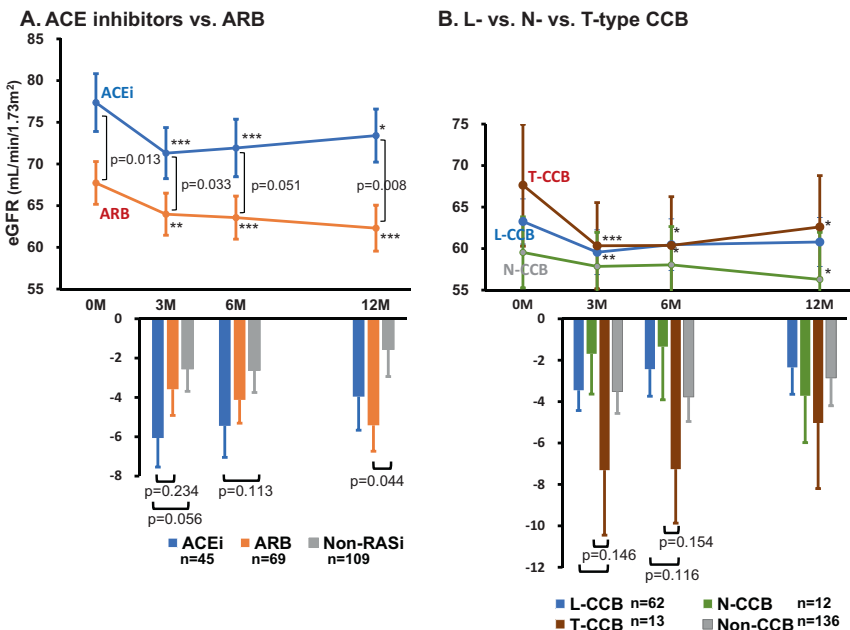 A. ACE inhibitors vs. ARB
B. L- vs. N- vs. T-type CCB
eGFR (mL/min/1.73m²)
85
80
75
70
65
60
55
ACEi
ARB
p=0.013
***
p=0.033
**
***
p=0.051
***
*
p=0.008
***
0M 3M 6M 12M
0
-2
-4
-6
-8
p=0.234
p=0.056
p=0.113
p=0.044
ACEi ARB Non-RASi
n=45 n=69 n=109
75
70
65
60
55
T-CCB
L-CCB
N-CCB
***
**
*
*
*
*
0M 3M 6M 12M
0
-2
-4
-6
-8
-10
-12
p=0.146
p=0.154
p=0.116
L-CCB n=62 N-CCB n=12
T-CCB n=13 Non-CCB n=136